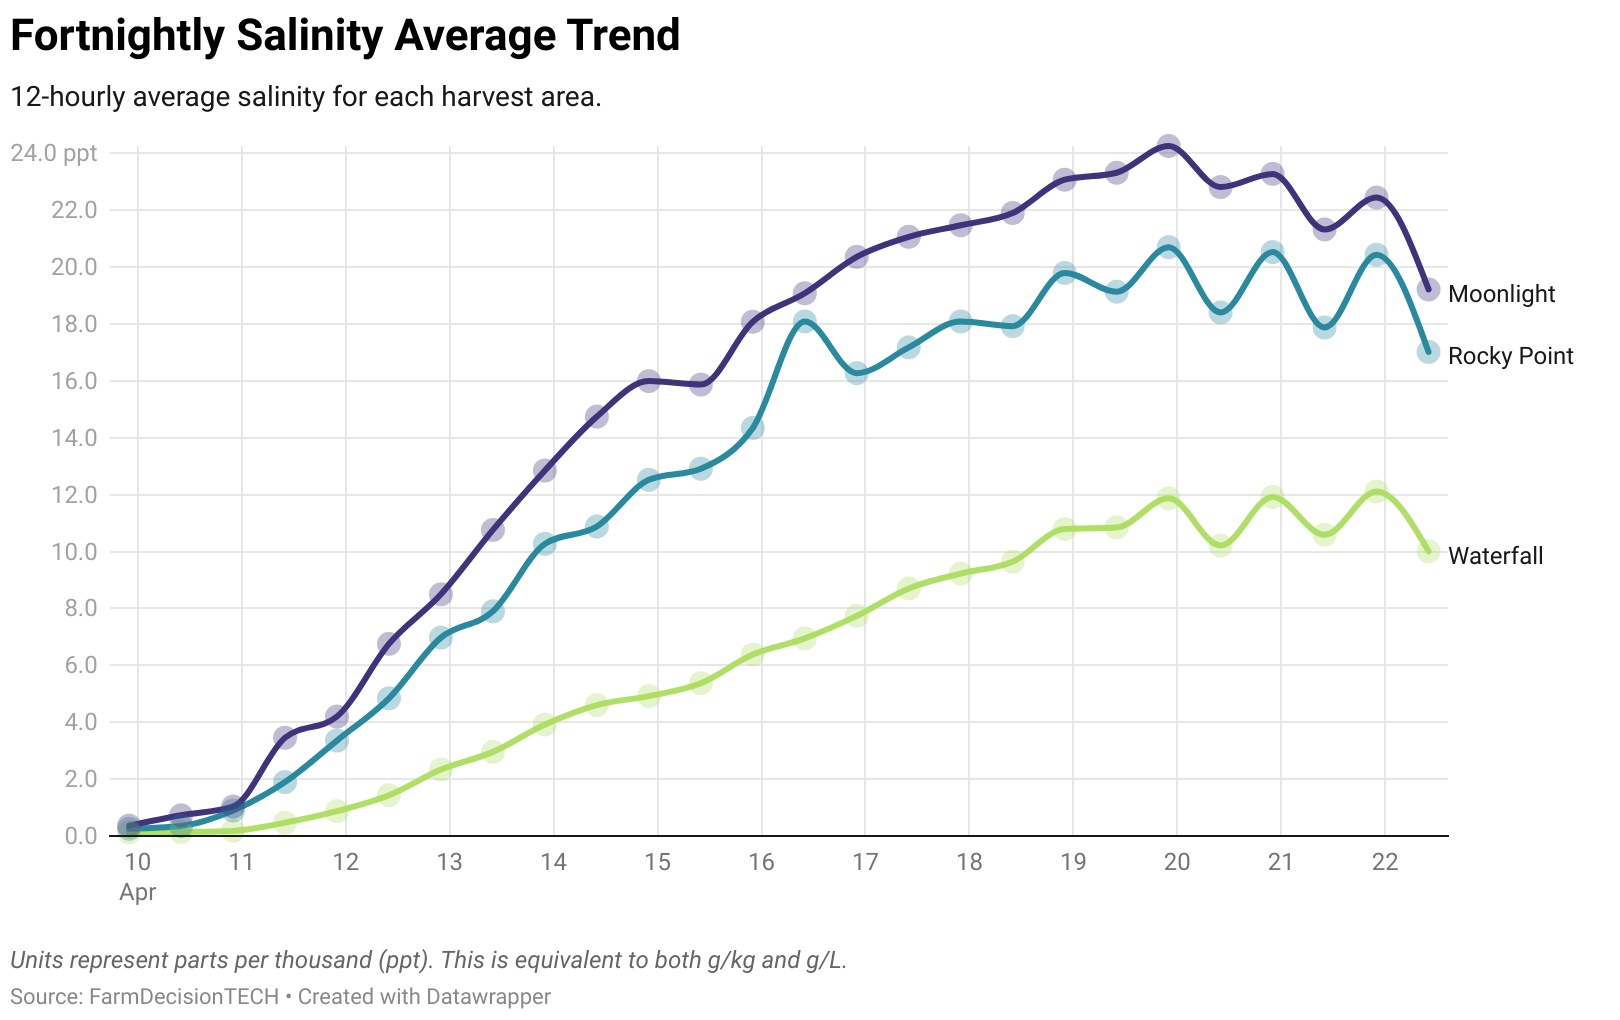 Fortnightly Salinity Average Trend
12-hourly average salinity for each harvest area.
24.0 ppt
22.0
20.0
18.0
16.0
14.0
12.0
10.0
8.0
6.0
4.0
2.0
0.0
Moonlight
Rocky Point
Waterfall
10 11 12 13 14 15 16 17 18 19 20 21 22
Apr
Units represent parts per thousand (ppt). This is equivalent to both g/kg and g/L.
Source: FarmDecisionTECH • Created with Datawrapper